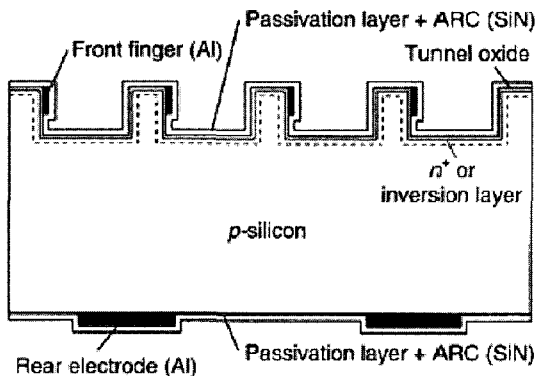 Passivation layer + ARC (SiN)
Front finger (Al)
Tunnel oxide
n⁺ or
inversion layer
p-silicon
Rear electrode (Al)
Passivation layer + ARC (SiN)